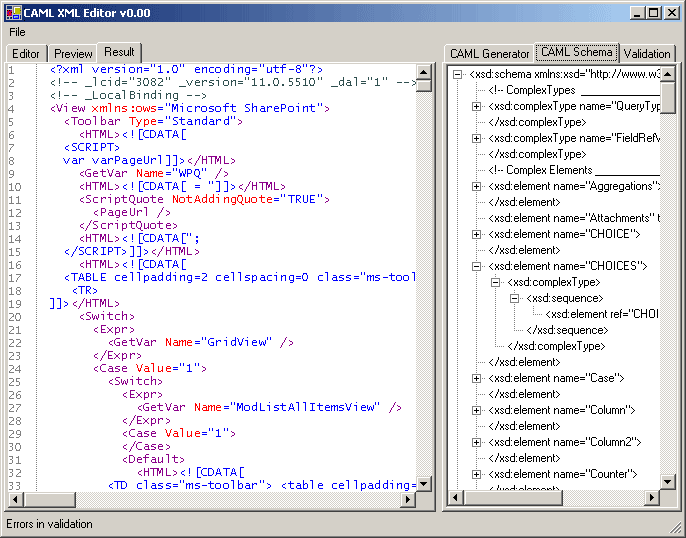 CAML XML Editor v0.00
File
Editor Preview Result
1 <?xml version="1.0" encoding="utf-8"?>
2 <!-- _lcid="3082" _version="11.0.5510" _dal="1" -->
3 <!-- _LocalBinding -->
4 <View xmlns:ows="Microsoft SharePoint">
5 <Toolbar Type="Standard">
6 <HTML><![CDATA[
7 <SCRIPT>
8 var varPageUrl]]></HTML>
9 <GetVar Name="WPQ" />
10 <HTML><![CDATA[ = "]]></HTML>
11 <ScriptQuote NotAddingQuote="TRUE">
12 <PageUrl />
13 </ScriptQuote>
14 <HTML><![CDATA[";
15 </SCRIPT>]]></HTML>
16 <HTML><![CDATA[
17 <TABLE cellpadding=2 cellspacing=0 class="ms-tool
18 <TR>
19 ]]></HTML>
20 <Switch>
21 <Expr>
22 <GetVar Name="GridView" />
23 </Expr>
24 <Case Value="1">
25 <Switch>
26 <Expr>
27 <GetVar Name="ModListAllItemsView" />
28 </Expr>
29 <Case Value="1">
30 </Case>
31 <Default>
32 <HTML><![CDATA[
33 <TD class="ms-toolbar"> <table cellpadding=
CAML Generator CAML Schema Validation
<xsd:schema xmlns:xsd="http://www.w3
<!-- ComplexTypes
<xsd:complexType name="QueryTyp
</xsd:complexType>
<xsd:complexType name="FieldRefV
</xsd:complexType>
<!-- Complex Elements
<xsd:element name="Aggregations">
</xsd:element>
<xsd:element name="Attachments" t
<xsd:element name="CHOICE">
</xsd:element>
<xsd:element name="CHOICES">
<xsd:complexType>
<xsd:sequence>
<xsd:element ref="CHOI
</xsd:sequence>
</xsd:complexType>
</xsd:element>
<xsd:element name="Case">
</xsd:element>
<xsd:element name="Column">
</xsd:element>
<xsd:element name="Column2">
</xsd:element>
<xsd:element name="Counter">
</xsd:element>
Errors in validation